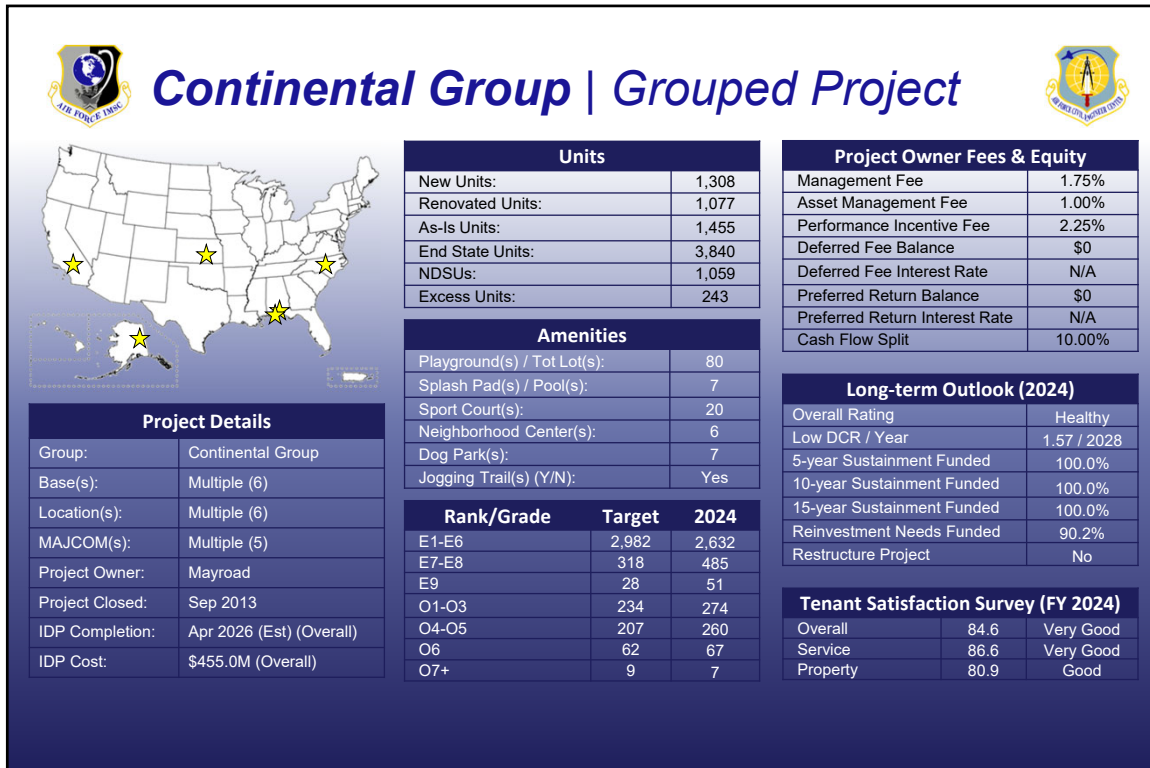 Continental Group | Grouped Project
AIR FORCE IMSC
AIR FORCE CIVIL ENGINEER CENTER
Project Details
Group: Continental Group
Base(s): Multiple (6)
Location(s): Multiple (6)
MAJCOM(s): Multiple (5)
Project Owner: Mayroad
Project Closed: Sep 2013
IDP Completion: Apr 2026 (Est) (Overall)
IDP Cost: $455.0M (Overall)
Units
New Units: 1,308
Renovated Units: 1,077
As-Is Units: 1,455
End State Units: 3,840
NDSUs: 1,059
Excess Units: 243
Amenities
Playground(s) / Tot Lot(s): 80
Splash Pad(s) / Pool(s): 7
Sport Court(s): 20
Neighborhood Center(s): 6
Dog Park(s): 7
Jogging Trail(s) (Y/N): Yes
Rank/Grade Target 2024
E1-E6 2,982 2,632
E7-E8 318 485
E9 28 51
O1-O3 234 274
O4-O5 207 260
O6 62 67
O7+ 9 7
Project Owner Fees & Equity
Management Fee 1.75%
Asset Management Fee 1.00%
Performance Incentive Fee 2.25%
Deferred Fee Balance $0
Deferred Fee Interest Rate N/A
Preferred Return Balance $0
Preferred Return Interest Rate N/A
Cash Flow Split 10.00%
Long-term Outlook (2024)
Overall Rating Healthy
Low DCR / Year 1.57 / 2028
5-year Sustainment Funded 100.0%
10-year Sustainment Funded 100.0%
15-year Sustainment Funded 100.0%
Reinvestment Needs Funded 90.2%
Restructure Project No
Tenant Satisfaction Survey (FY 2024)
Overall 84.6 Very Good
Service 86.6 Very Good
Property 80.9 Good